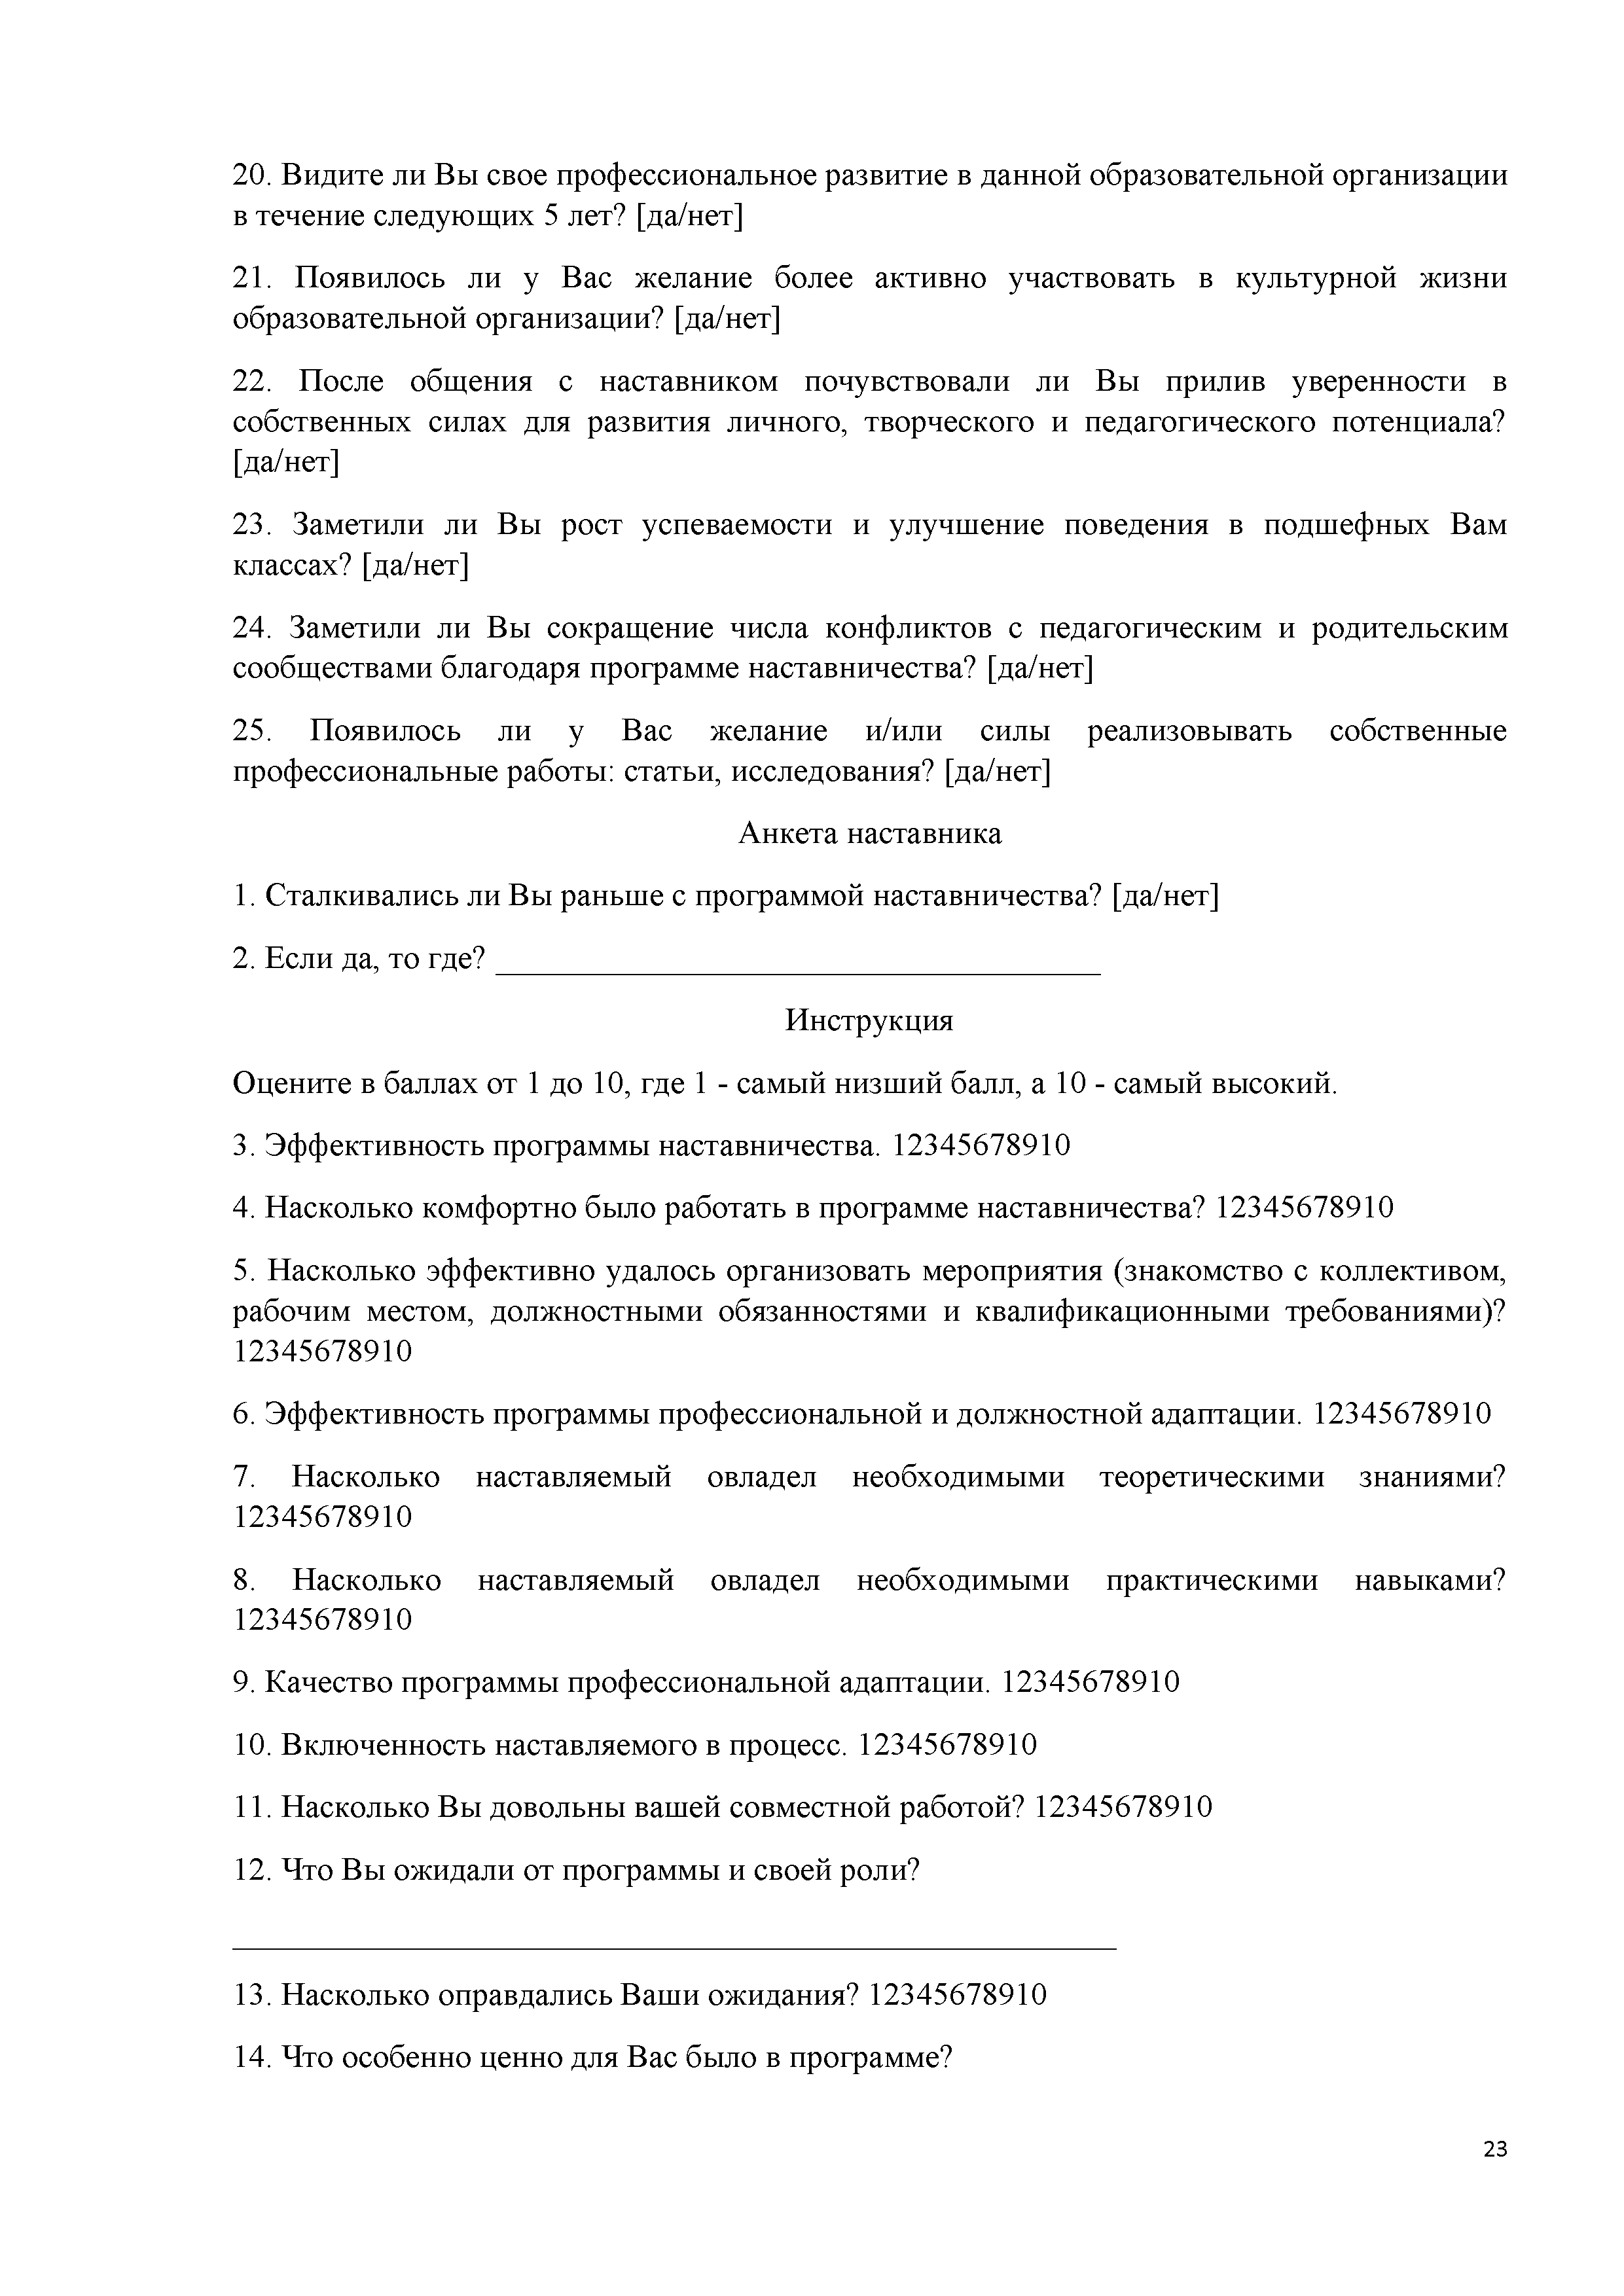 20. Видите ли Вы свое профессиональное развитие в данной образовательной организации
в течение следующих 5 лет? [да/нет]
21. Появилось ли у Вас желание более активно участвовать в культурной жизни
образовательной организации? [да/нет]
22. После общения с наставником почувствовали ли Вы прилив уверенности в
собственных силах для развития личного, творческого и педагогического потенциала?
[да/нет]
23. Заметили ли Вы рост успеваемости и улучшение поведения в подшефных Вам
классах? [да/нет]
24. Заметили ли Вы сокращение числа конфликтов с педагогическим и родительским
сообществами благодаря программе наставничества? [да/нет]
25. Появилось ли у Вас желание и/или силы реализовывать собственные
профессиональные работы: статьи, исследования? [да/нет]
Анкета наставника
1. Сталкивались ли Вы раньше с программой наставничества? [да/нет]
2. Если да, то где? ______________________________________
Инструкция
Оцените в баллах от 1 до 10, где 1 - самый низший балл, а 10 - самый высокий.
3. Эффективность программы наставничества. 12345678910
4. Насколько комфортно было работать в программе наставничества? 12345678910
5. Насколько эффективно удалось организовать мероприятия (знакомство с коллективом,
рабочим местом, должностными обязанностями и квалификационными требованиями)?
12345678910
6. Эффективность программы профессиональной и должностной адаптации. 12345678910
7. Насколько наставляемый овладел необходимыми теоретическими знаниями?
12345678910
8. Насколько наставляемый овладел необходимыми практическими навыками?
12345678910
9. Качество программы профессиональной адаптации. 12345678910
10. Включенность наставляемого в процесс. 12345678910
11. Насколько Вы довольны вашей совместной работой? 12345678910
12. Что Вы ожидали от программы и своей роли?
________________________________________________________
13. Насколько оправдались Ваши ожидания? 12345678910
14. Что особенно ценно для Вас было в программе?
23